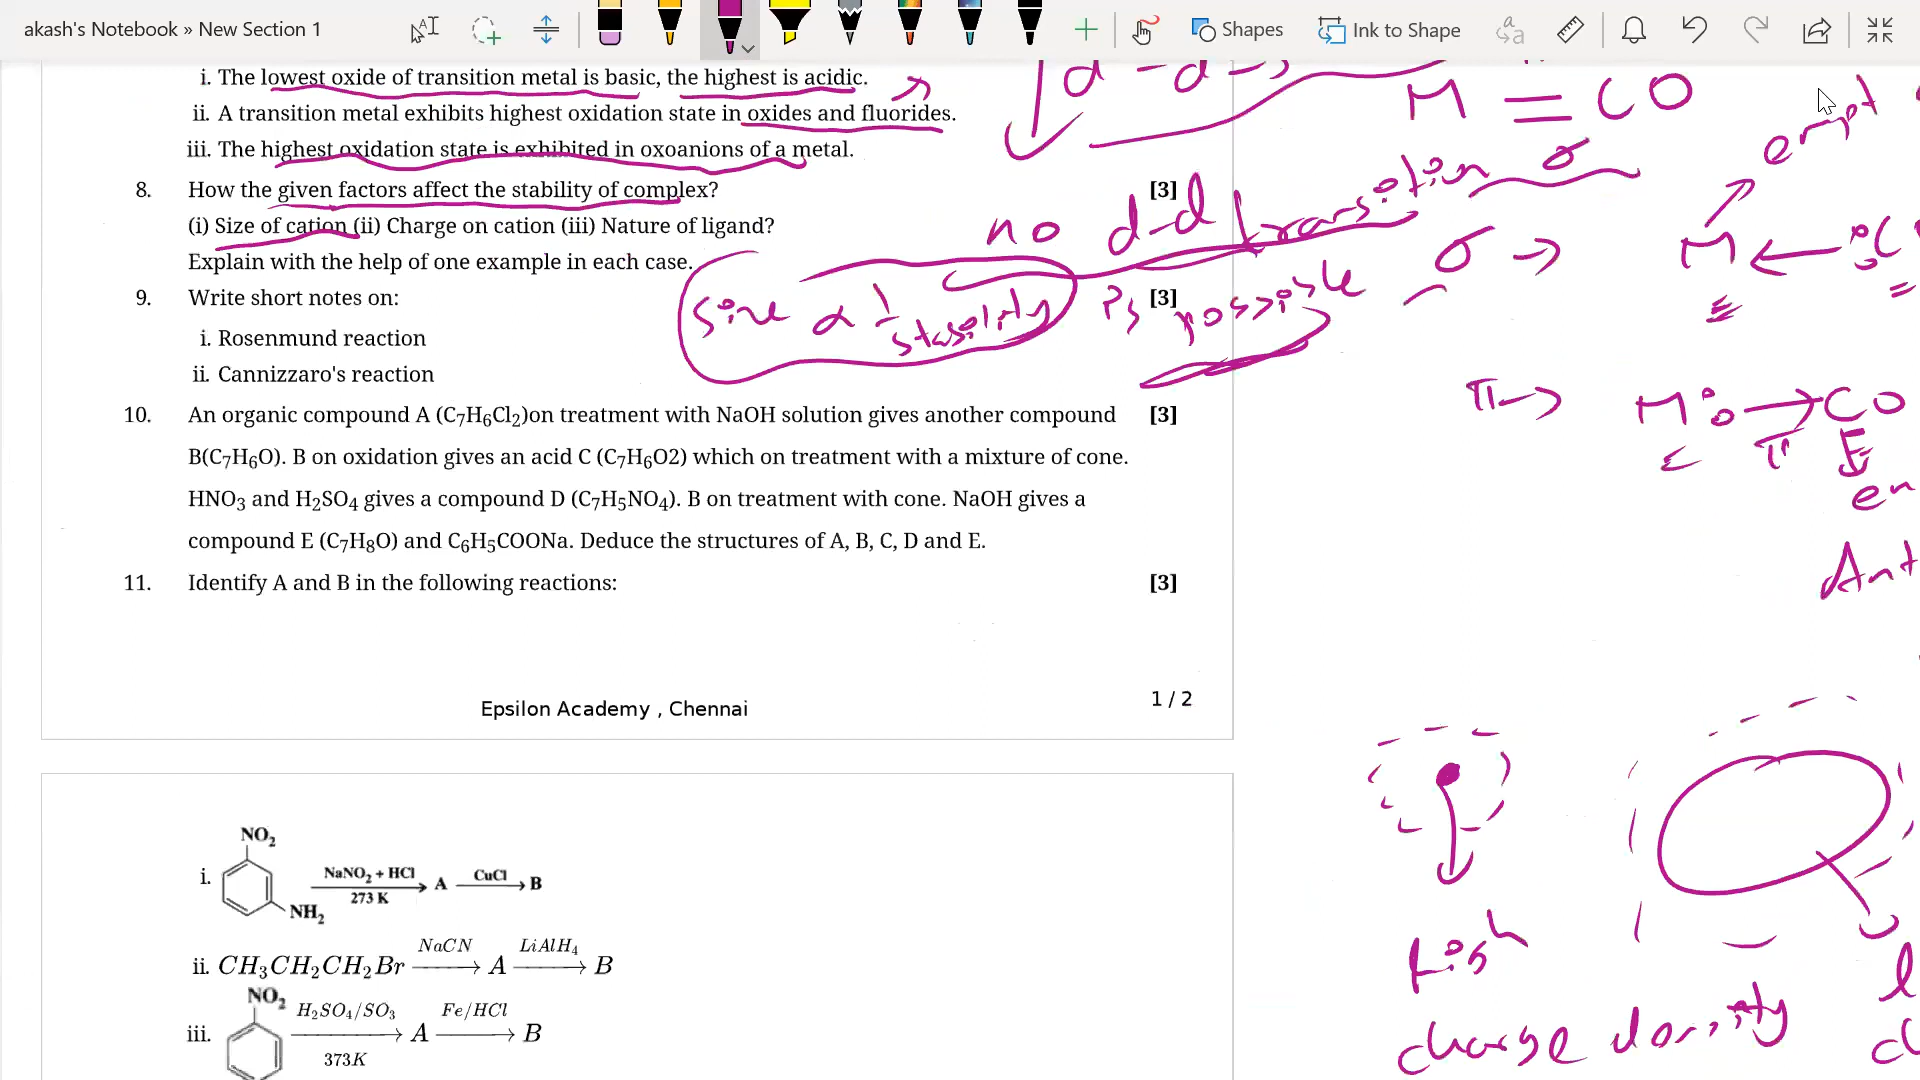 akash's Notebook » New Section 1
Shapes
Ink to Shape
i. The lowest oxide of transition metal is basic, the highest is acidic.
ii. A transition metal exhibits highest oxidation state in oxides and fluorides.
iii. The highest oxidation state is exhibited in oxoanions of a metal.
8. How the given factors affect the stability of complex? [3]
(i) Size of cation (ii) Charge on cation (iii) Nature of ligand?
Explain with the help of one example in each case.
9. Write short notes on: [3]
i. Rosenmund reaction
ii. Cannizzaro's reaction
10. An organic compound A (C₇H₆Cl₂)on treatment with NaOH solution gives another compound [3]
B(C₇H₆O). B on oxidation gives an acid C (C₇H₆O2) which on treatment with a mixture of conc.
HNO₃ and H₂SO₄ gives a compound D (C₇H₅NO₄). B on treatment with conc. NaOH gives a
compound E (C₇H₈O) and C₆H₅COONa. Deduce the structures of A, B, C, D and E.
11. Identify A and B in the following reactions: [3]
Epsilon Academy , Chennai
1 / 2
NO₂
i. NaNO₂ + HCl 273 K A CuCl B
NH₂
ii. CH₃CH₂CH₂Br NaCN A LiAlH₄ B
NO₂
iii. H₂SO₄/SO₃ 373K A Fe/HCl B
no d-d transition
is possible
size α 1/stability
M = CO
σ
σ →
M ← :C
π →
M: → CO
π
High
charge density